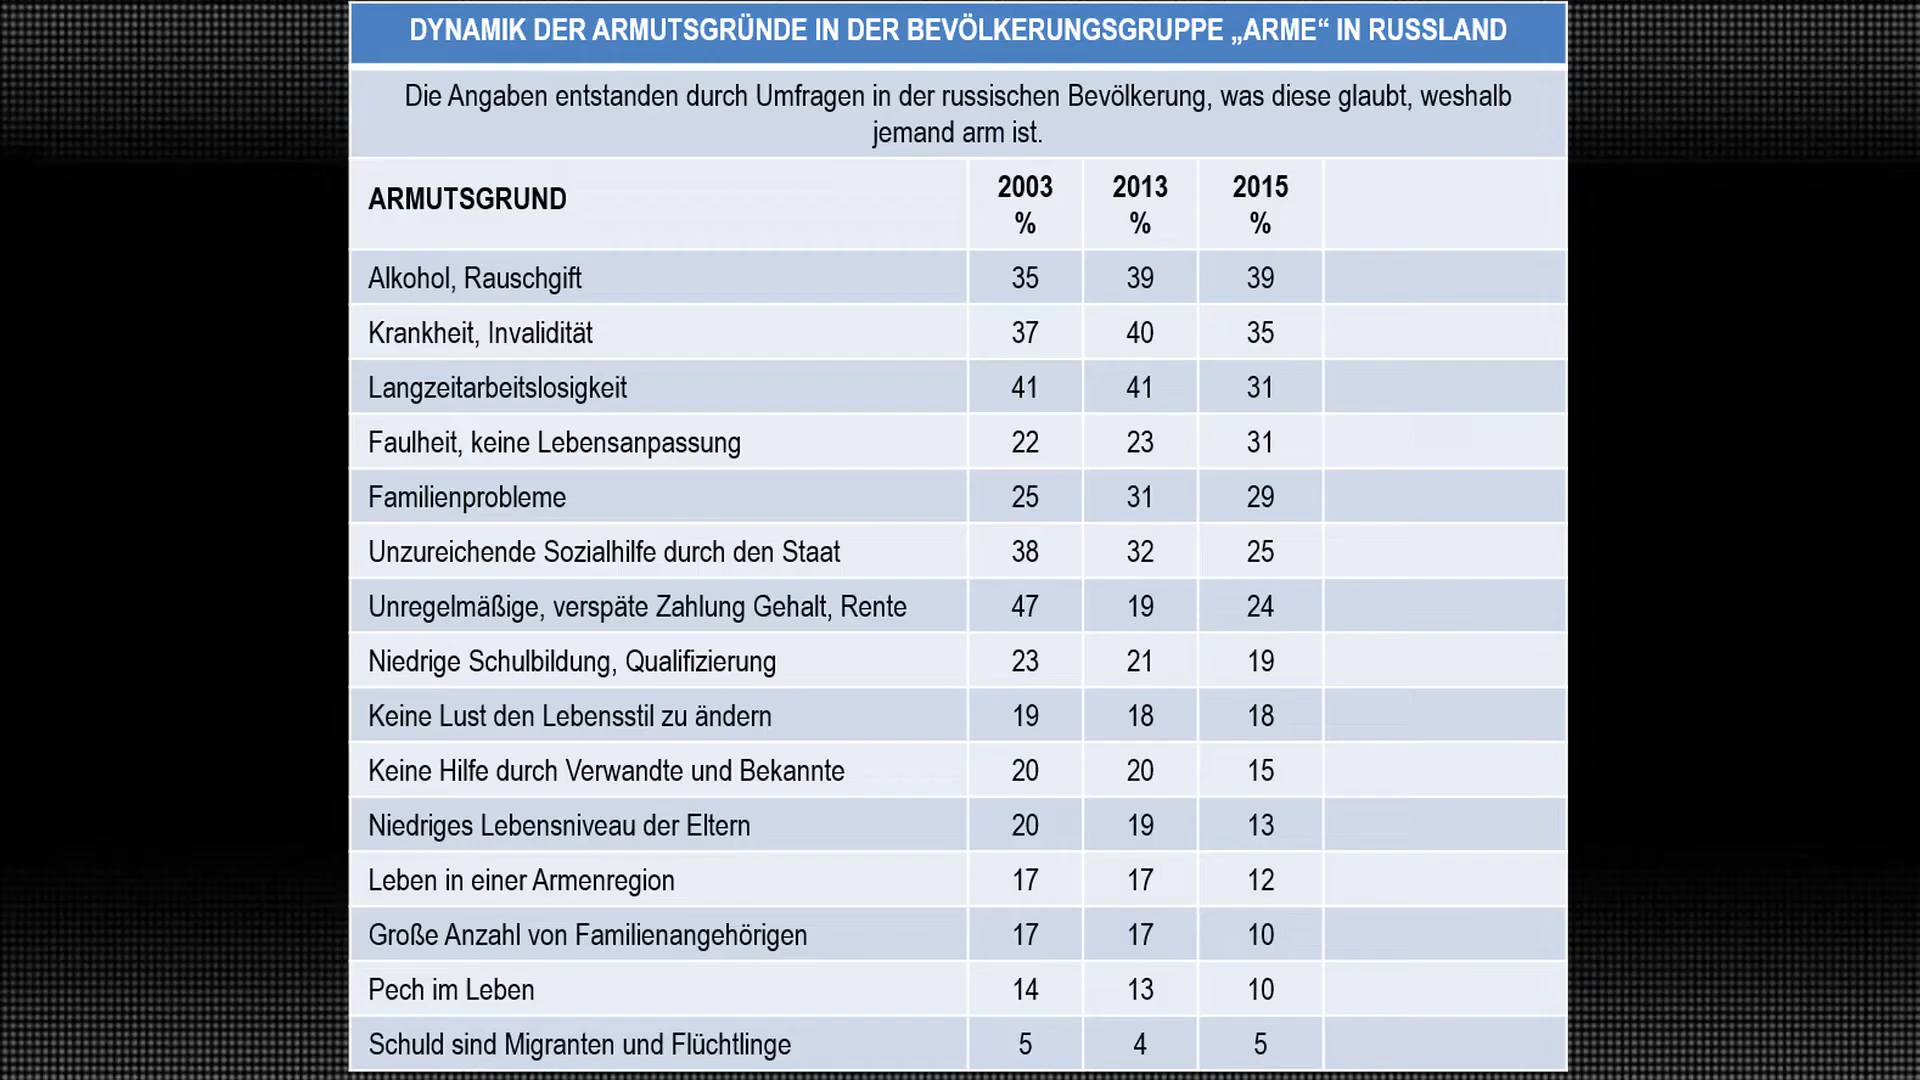 DYNAMIK DER ARMUTSGRÜNDE IN DER BEVÖLKERUNGSGRUPPE „ARME“ IN RUSSLAND
Die Angaben entstanden durch Umfragen in der russischen Bevölkerung, was diese glaubt, weshalb
jemand arm ist.
ARMUTSGRUND 2003 % 2013 % 2015 %
Alkohol, Rauschgift 35 39 39
Krankheit, Invalidität 37 40 35
Langzeitarbeitslosigkeit 41 41 31
Faulheit, keine Lebensanpassung 22 23 31
Familienprobleme 25 31 29
Unzureichende Sozialhilfe durch den Staat 38 32 25
Unregelmäßige, verspäte Zahlung Gehalt, Rente 47 19 24
Niedrige Schulbildung, Qualifizierung 23 21 19
Keine Lust den Lebensstil zu ändern 19 18 18
Keine Hilfe durch Verwandte und Bekannte 20 20 15
Niedriges Lebensniveau der Eltern 20 19 13
Leben in einer Armenregion 17 17 12
Große Anzahl von Familienangehörigen 17 17 10
Pech im Leben 14 13 10
Schuld sind Migranten und Flüchtlinge 5 4 5